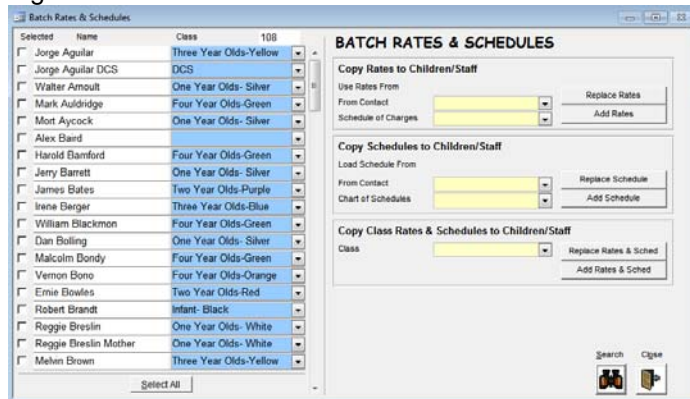 Batch Rates & Schedules
Selected Name Class 108
Jorge Aguilar Three Year Olds-Yellow
Jorge Aguilar DCS DCS
Walter Arnoult One Year Olds- Silver
Mark Auldridge Four Year Olds-Green
Mort Aycock One Year Olds- Silver
Alex Baird
Harold Bamford Four Year Olds-Green
Jerry Barrett One Year Olds- Silver
James Bates Two Year Olds-Purple
Irene Berger Three Year Olds-Blue
William Blackmon Four Year Olds-Green
Dan Bolling One Year Olds- Silver
Malcolm Bondy Four Year Olds-Green
Vernon Bono Four Year Olds-Orange
Ernie Bowles Two Year Olds-Red
Robert Brandt Infant- Black
Reggie Breslin One Year Olds- White
Reggie Breslin Mother One Year Olds- White
Melvin Brown Three Year Olds-Yellow
Select All
BATCH RATES & SCHEDULES
Copy Rates to Children/Staff
Use Rates From
From Contact
Schedule of Charges
Replace Rates
Add Rates
Copy Schedules to Children/Staff
Load Schedule From
From Contact
Chart of Schedules
Replace Schedule
Add Schedule
Copy Class Rates & Schedules to Children/Staff
Class
Replace Rates & Sched
Add Rates & Sched
Search Close